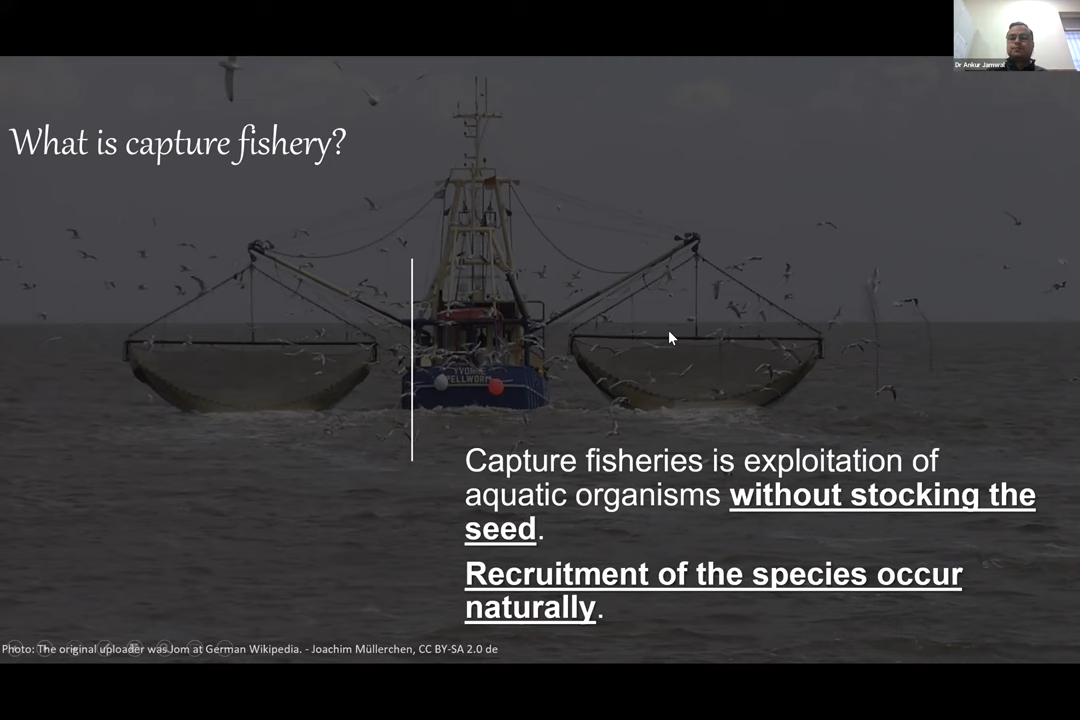 Dr Ankur Jamwal
What is capture fishery?
YVONNE
PELLWORM
Capture fisheries is exploitation of
aquatic organisms without stocking the
seed.
Recruitment of the species occur
naturally.
Photo: The original uploader was Jom at German Wikipedia. - Joachim Müllerchen, CC BY-SA 2.0 de